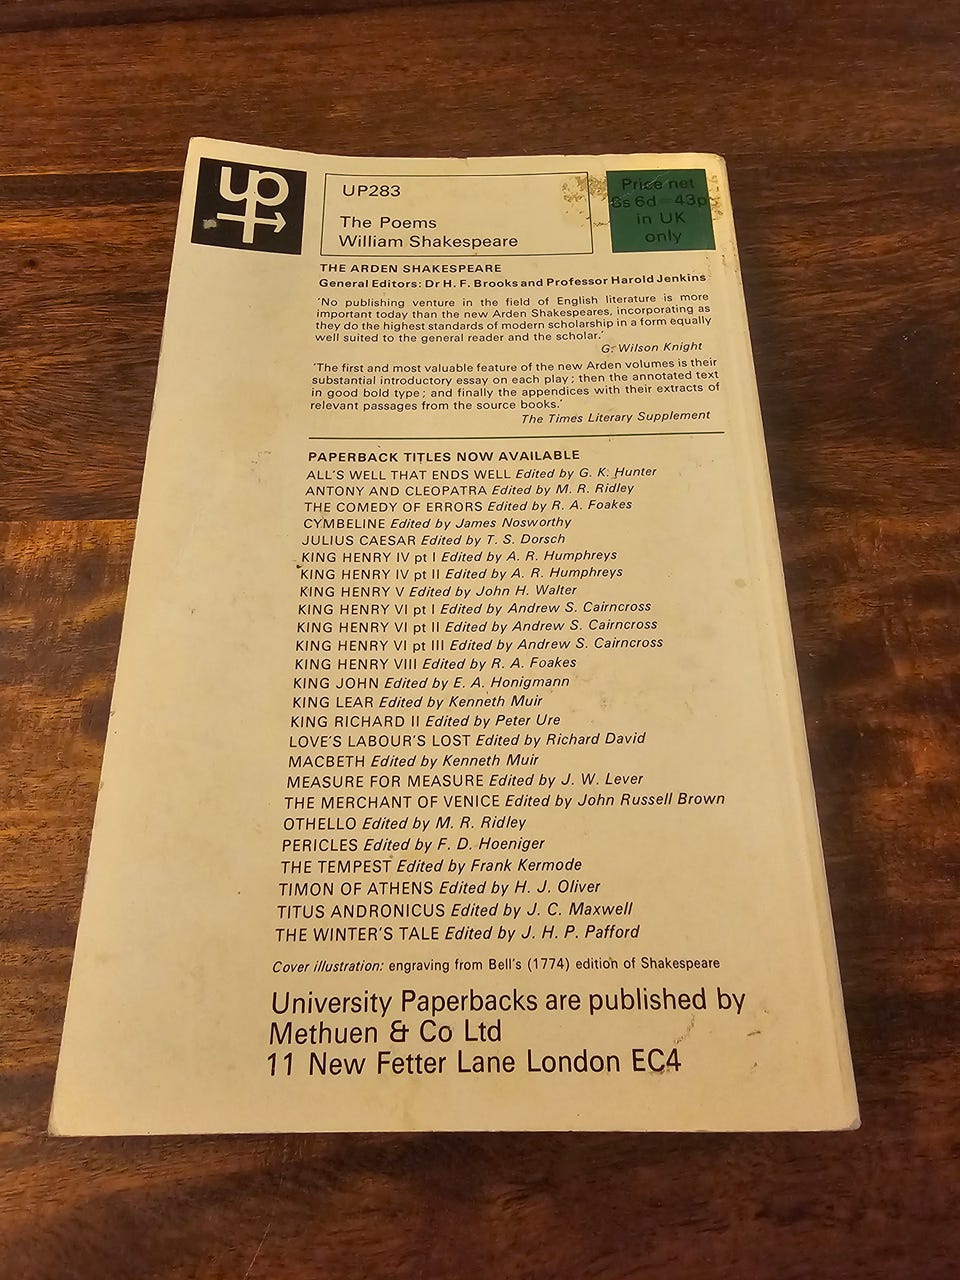 up
UP283
The Poems
William Shakespeare
Price net
8s 6d = 43p
in UK
only
THE ARDEN SHAKESPEARE
General Editors: Dr H. F. Brooks and Professor Harold Jenkins
'No publishing venture in the field of English literature is more
important today than the new Arden Shakespeares, incorporating as
they do the highest standards of modern scholarship in a form equally
well suited to the general reader and the scholar.'
G. Wilson Knight
'The first and most valuable feature of the new Arden volumes is their
substantial introductory essay on each play; then the annotated text
in good bold type; and finally the appendices with their extracts of
relevant passages from the source books.'
The Times Literary Supplement
PAPERBACK TITLES NOW AVAILABLE
ALL'S WELL THAT ENDS WELL Edited by G. K. Hunter
ANTONY AND CLEOPATRA Edited by M. R. Ridley
THE COMEDY OF ERRORS Edited by R. A. Foakes
CYMBELINE Edited by James Nosworthy
JULIUS CAESAR Edited by T. S. Dorsch
KING HENRY IV pt I Edited by A. R. Humphreys
KING HENRY IV pt II Edited by A. R. Humphreys
KING HENRY V Edited by John H. Walter
KING HENRY VI pt I Edited by Andrew S. Cairncross
KING HENRY VI pt II Edited by Andrew S. Cairncross
KING HENRY VI pt III Edited by Andrew S. Cairncross
KING HENRY VIII Edited by R. A. Foakes
KING JOHN Edited by E. A. Honigmann
KING LEAR Edited by Kenneth Muir
KING RICHARD II Edited by Peter Ure
LOVE'S LABOUR'S LOST Edited by Richard David
MACBETH Edited by Kenneth Muir
MEASURE FOR MEASURE Edited by J. W. Lever
THE MERCHANT OF VENICE Edited by John Russell Brown
OTHELLO Edited by M. R. Ridley
PERICLES Edited by F. D. Hoeniger
THE TEMPEST Edited by Frank Kermode
TIMON OF ATHENS Edited by H. J. Oliver
TITUS ANDRONICUS Edited by J. C. Maxwell
THE WINTER'S TALE Edited by J. H. P. Pafford
Cover illustration: engraving from Bell's (1774) edition of Shakespeare
University Paperbacks are published by
Methuen & Co Ltd
11 New Fetter Lane London EC4